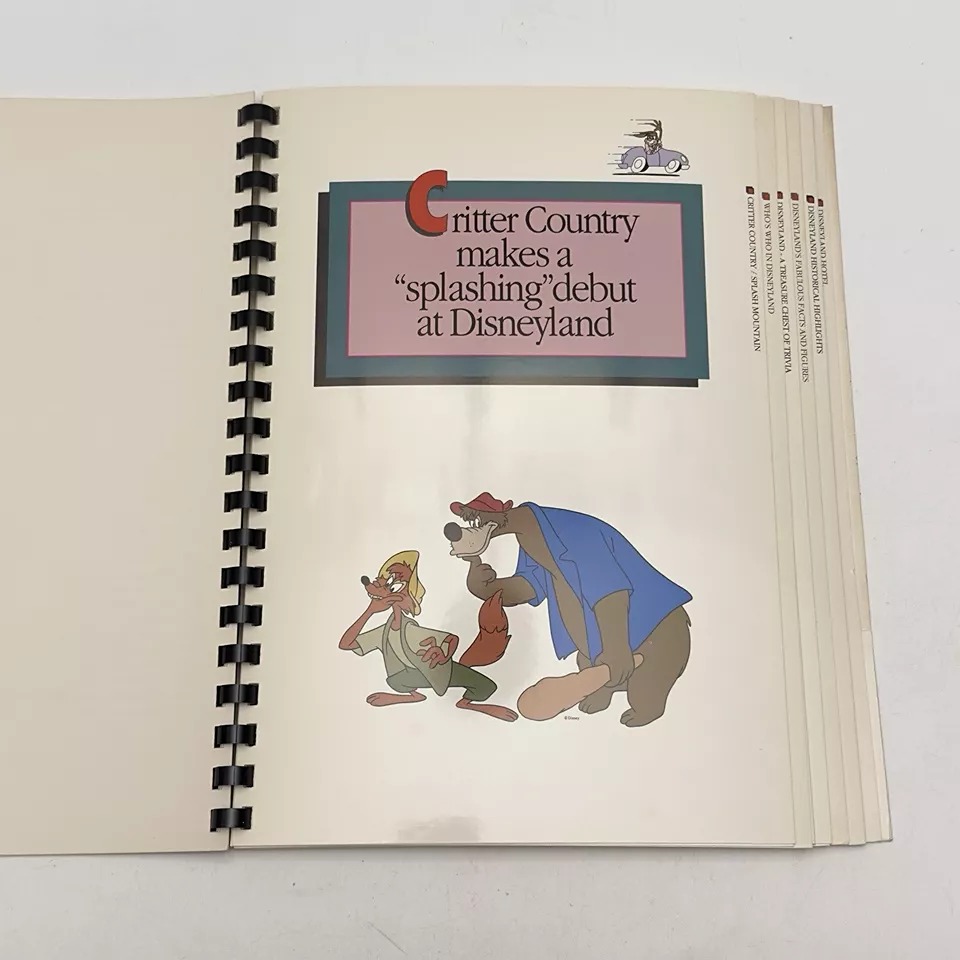 Critter Country
makes a
“splashing”debut
at Disneyland
CRITTER COUNTRY / SPLASH MOUNTAIN
WHO'S WHO IN DISNEYLAND
DISNEYLAND - A TREASURE CHEST OF TRIVIA
DISNEYLAND'S FABULOUS FACTS AND FIGURES
DISNEYLAND HISTORICAL HIGHLIGHTS
DISNEYLAND HOTEL
© Disney